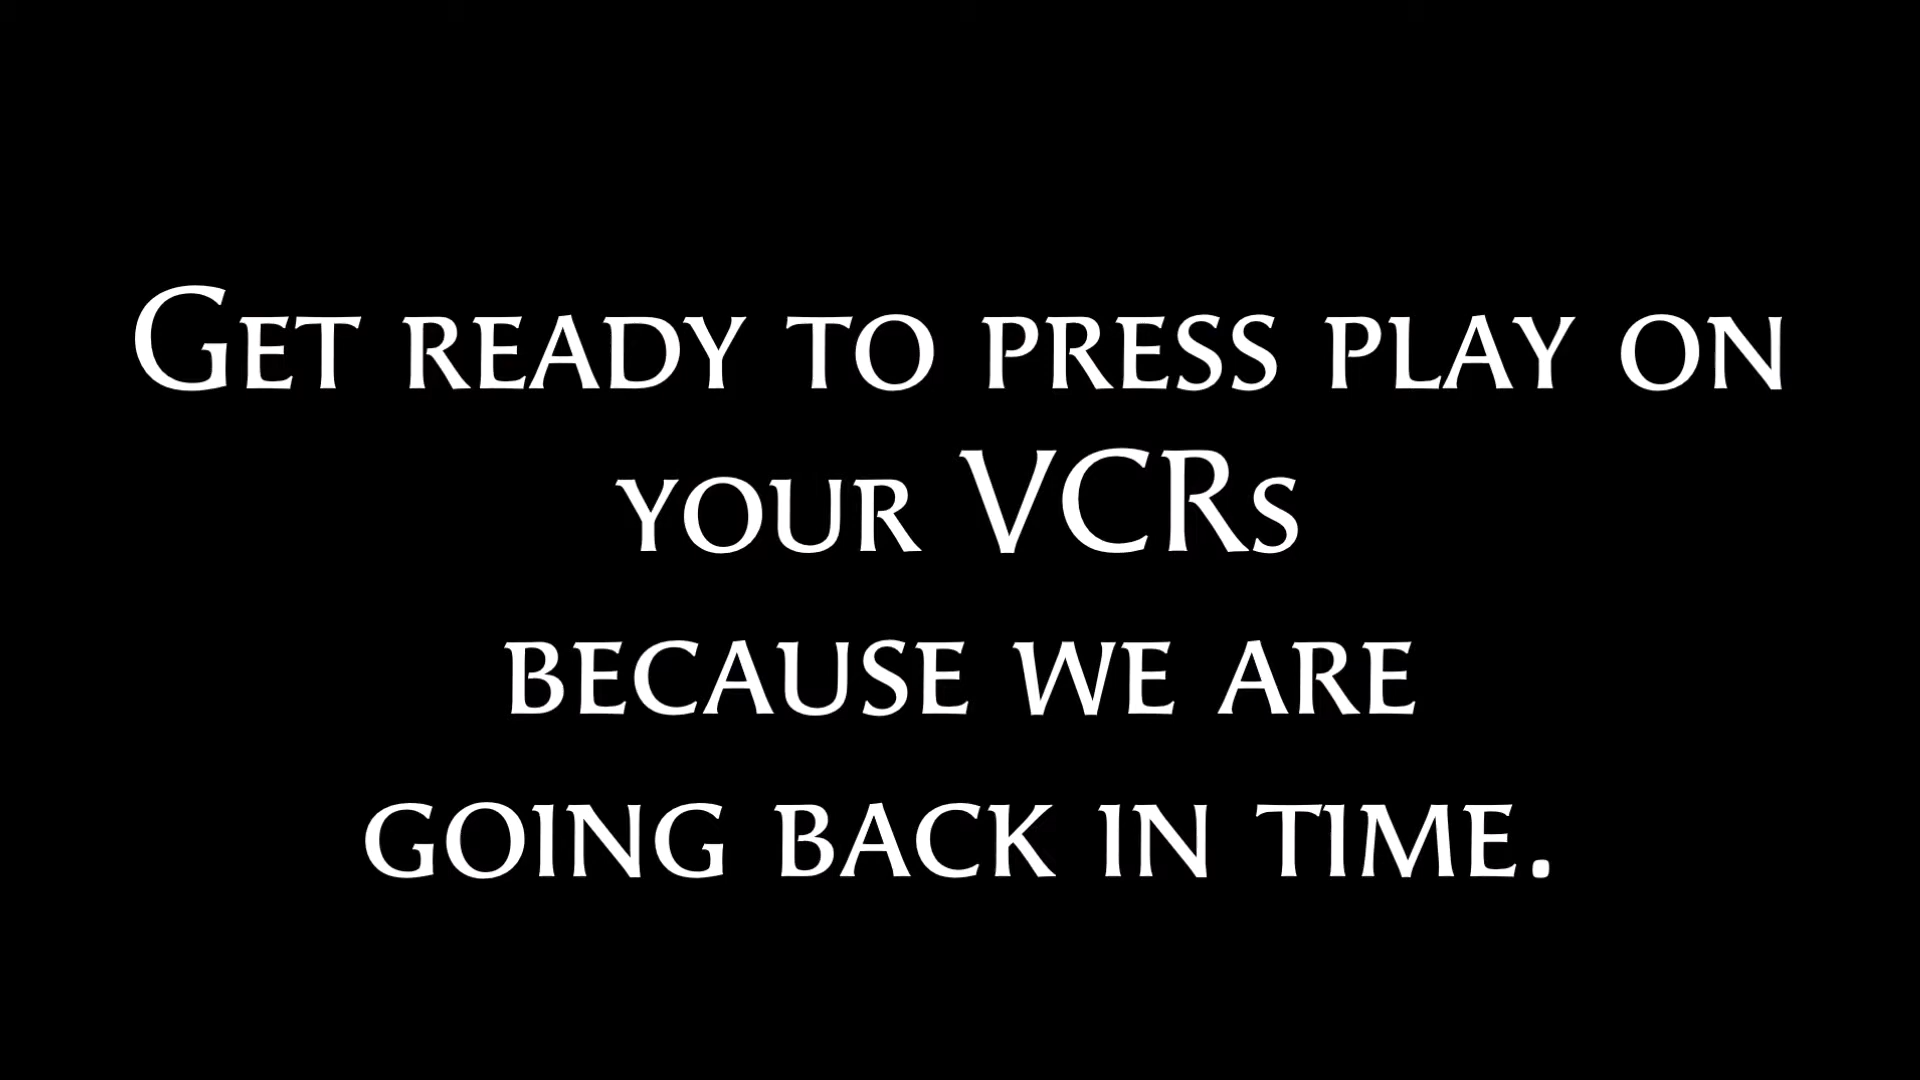 Get ready to press play on
your VCRs
because we are
going back in time.